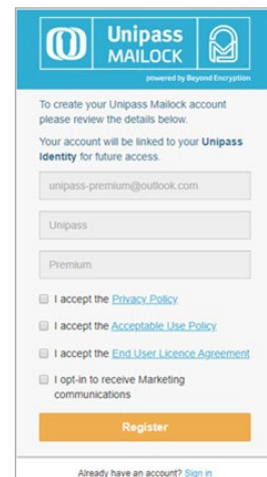 Unipass
MAILOCK
powered by Beyond Encryption
To create your Unipass Mailock account
please review the details below.
Your account will be linked to your Unipass
Identity for future access.
unipass-premium@outlook.com
Unipass
Premium
I accept the Privacy Policy
I accept the Acceptable Use Policy
I accept the End User Licence Agreement
I opt-in to receive Marketing
communications
Register
Already have an account? Sign in